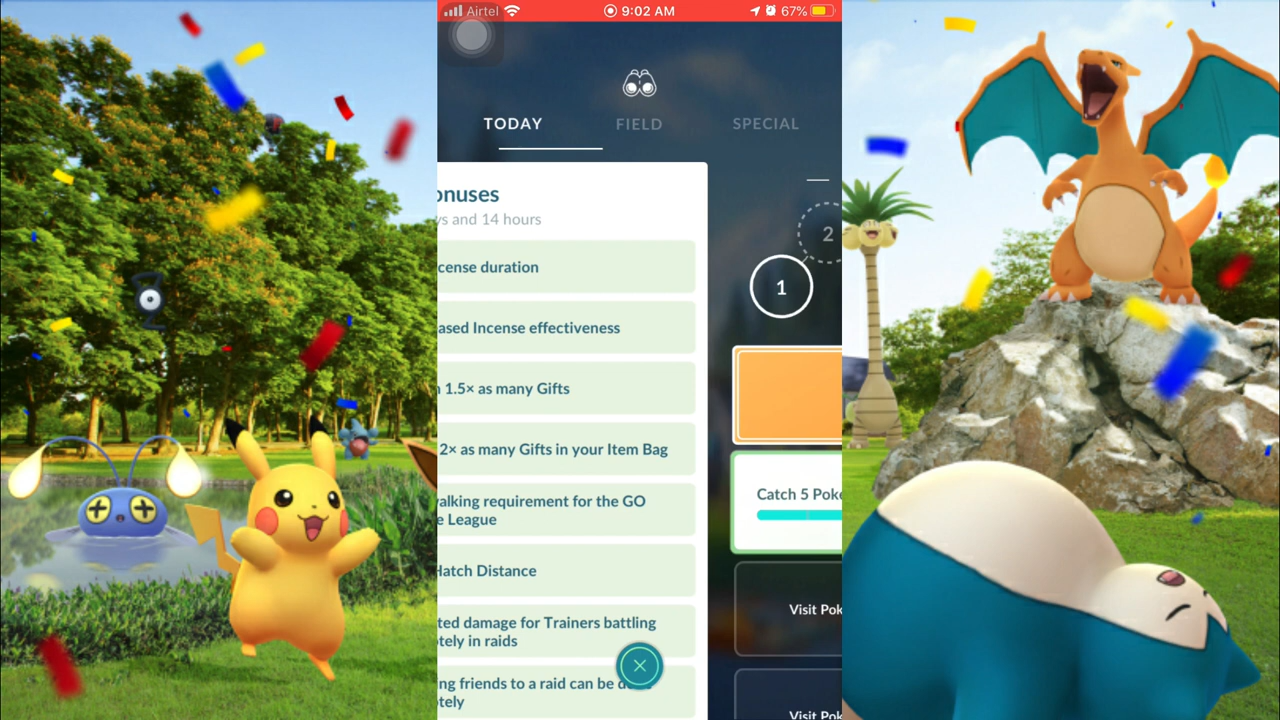 Airtel 9:02 AM 67%
TODAY FIELD SPECIAL
onuses
ys and 14 hours
2
1
cense duration
ased Incense effectiveness
1.5× as many Gifts
2× as many Gifts in your Item Bag
Catch 5 Poké
alking requirement for the GO
e League
Hatch Distance
Visit Pok
ted damage for Trainers battling
tely in raids
ng friends to a raid can be d
tely
Visit Pok